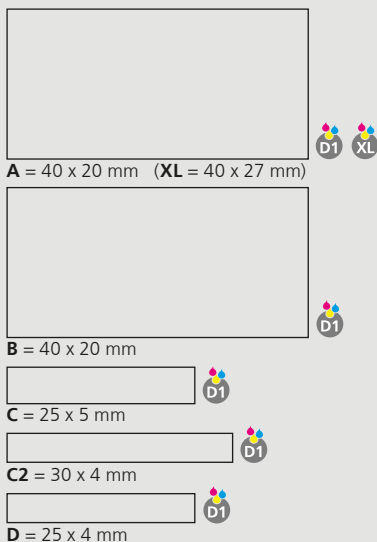 D1 XL
A = 40 x 20 mm (XL = 40 x 27 mm)
D1
B = 40 x 20 mm
D1
C = 25 x 5 mm
D1
C2 = 30 x 4 mm
D1
D = 25 x 4 mm